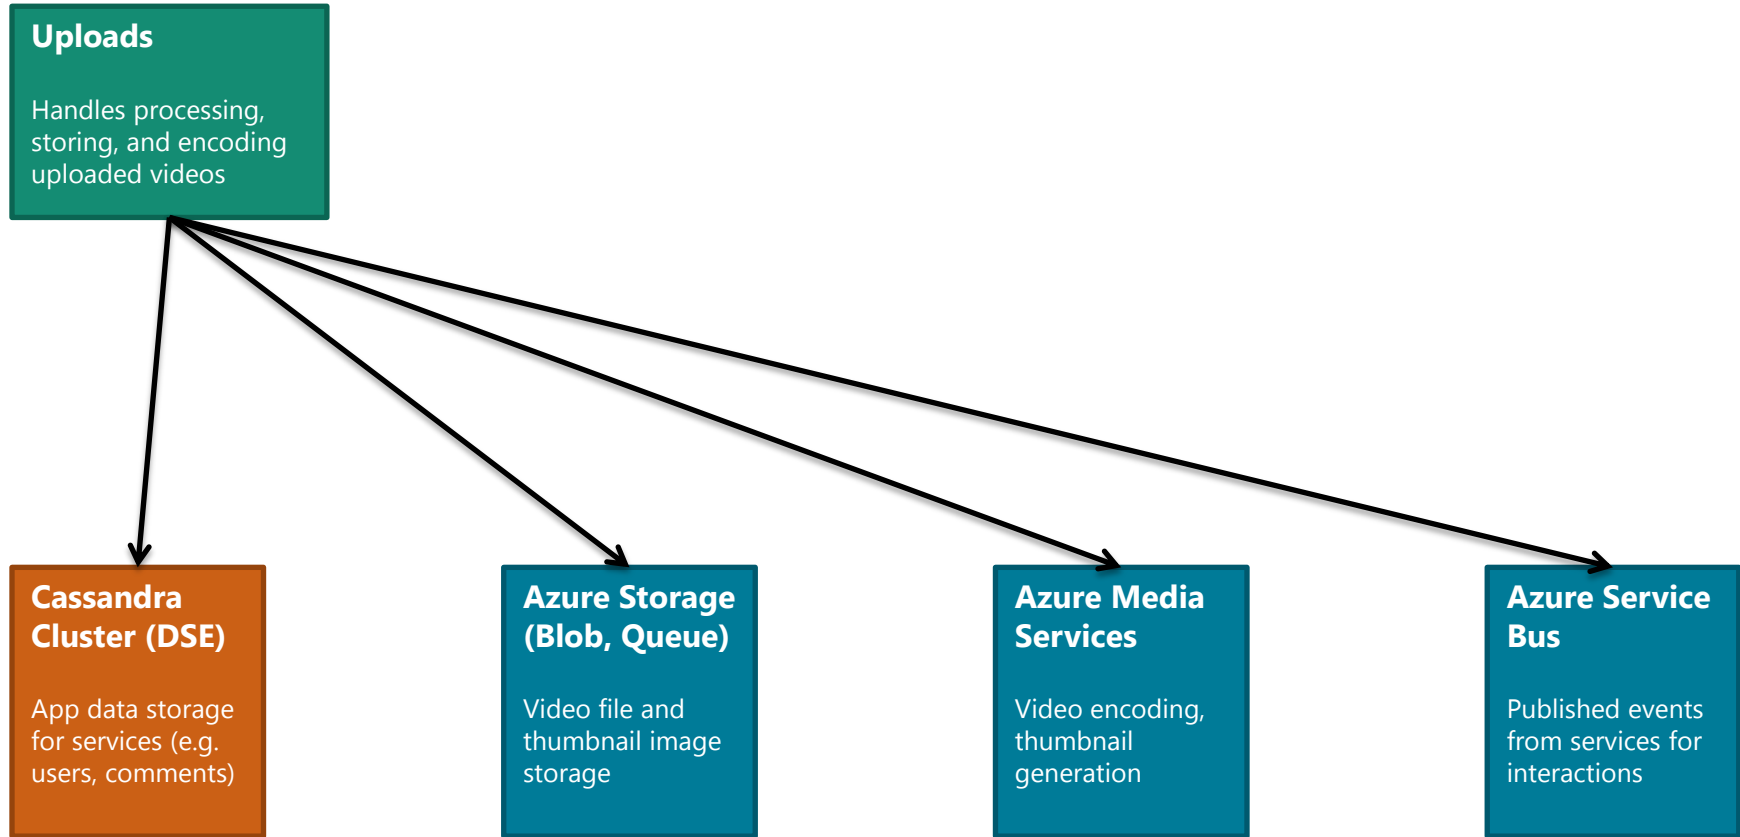 Uploads
Handles processing,
storing, and encoding
uploaded videos
Cassandra
Cluster (DSE)
App data storage
for services (e.g.
users, comments)
Azure Storage
(Blob, Queue)
Video file and
thumbnail image
storage
Azure Media
Services
Video encoding,
thumbnail
generation
Azure Service
Bus
Published events
from services for
interactions